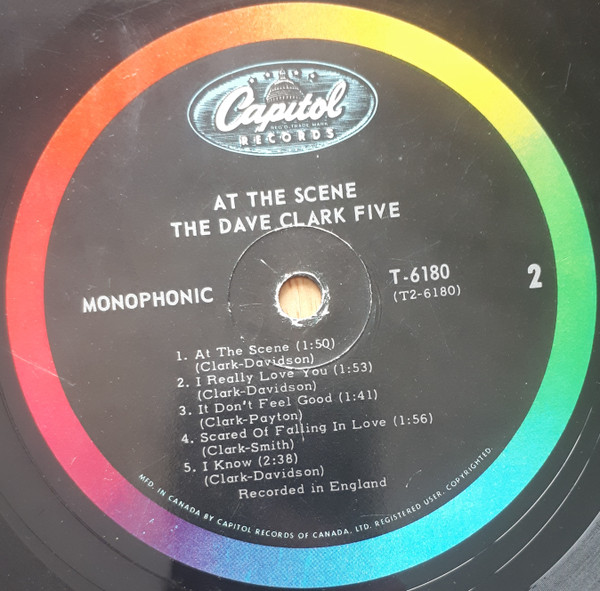 Capitol
REG'D. TRADE MARK
RECORDS
AT THE SCENE
THE DAVE CLARK FIVE
MONOPHONIC
T-6180
(T2-6180)
2
1. At The Scene (1:50)
(Clark-Davidson)
2. I Really Love You (1:53)
(Clark-Davidson)
3. It Don't Feel Good (1:41)
(Clark-Payton)
4. Scared Of Falling In Love (1:56)
(Clark-Smith)
5. I Know (2:38)
(Clark-Davidson)
Recorded in England
MFD. IN CANADA BY CAPITOL RECORDS OF CANADA, LTD. REGISTERED USER. COPYRIGHTED.